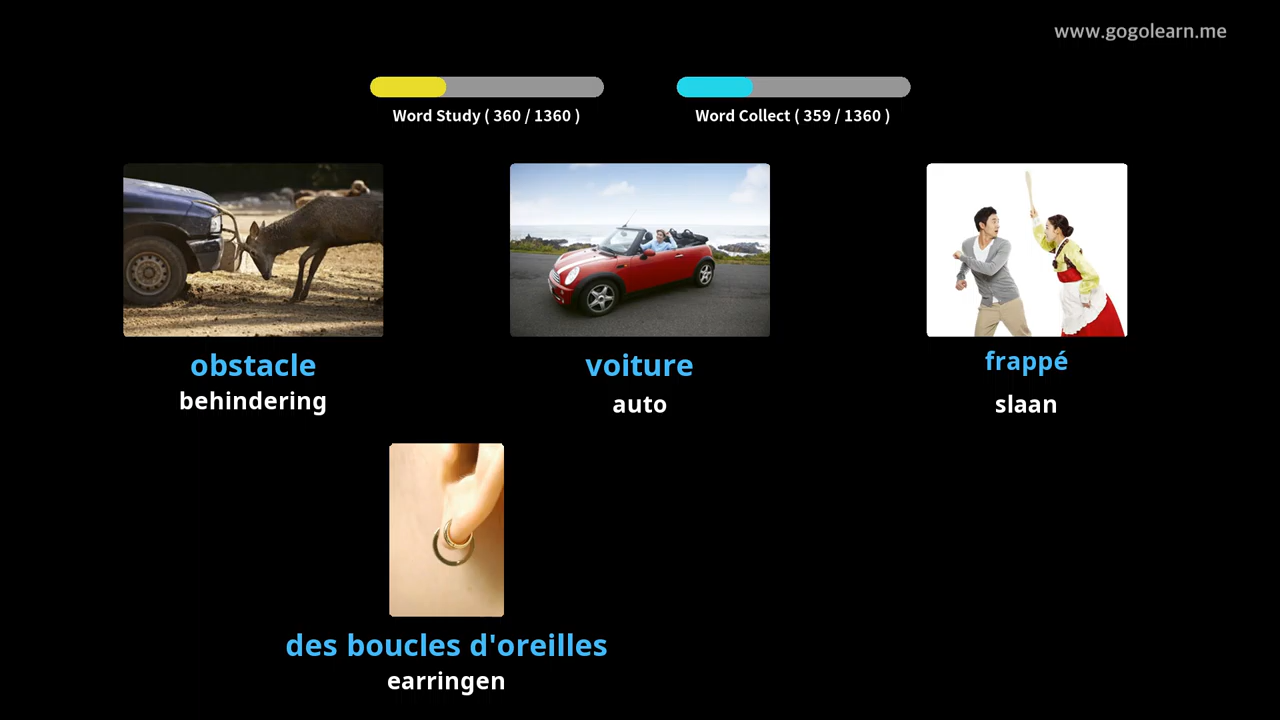 www.gogolearn.me
Word Study ( 360 / 1360 )
Word Collect ( 359 / 1360 )
obstacle
behindering
voiture
auto
frappé
slaan
des boucles d'oreilles
earringen